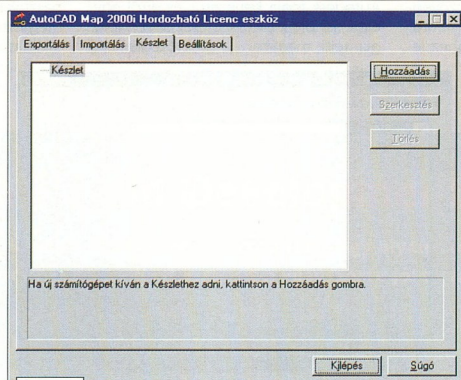 AutoCAD Map 2000i Hordozható Licenc eszköz
Exportálás Importálás Készlet Beállítások
Készlet
Hozzáadás
Szerkesztés
Törlés
Ha új számítógépet kíván a Készlethez adni, kattintson a Hozzáadás gombra.
Kilépés Súgó